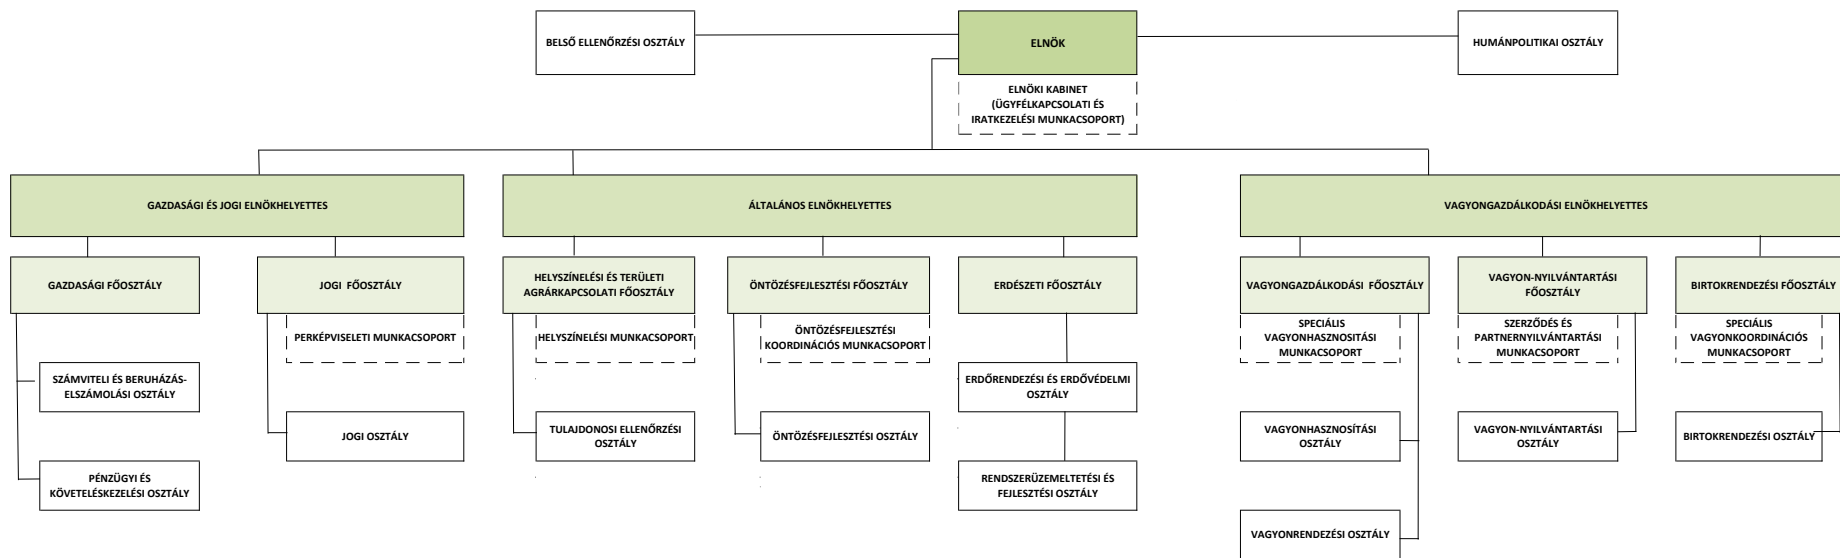 BELSŐ ELLENŐRZÉSI OSZTÁLY
ELNÖK
HUMÁNPOLITIKAI OSZTÁLY
ELNÖKI KABINET
(ÜGYFÉLKAPCSOLATI ÉS
IRATKEZELÉSI MUNKACSOPORT)
GAZDASÁGI ÉS JOGI ELNÖKHELYETTES
ÁLTALÁNOS ELNÖKHELYETTES
VAGYONGAZDÁLKODÁSI ELNÖKHELYETTES
GAZDASÁGI FŐOSZTÁLY
JOGI FŐOSZTÁLY
HELYSZÍNELÉSI ÉS TERÜLETI
AGRÁRKAPCSOLATI FŐOSZTÁLY
ÖNTÖZÉSFEJLESZTÉSI FŐOSZTÁLY
ERDÉSZETI FŐOSZTÁLY
VAGYONGAZDÁLKODÁSI FŐOSZTÁLY
VAGYON-NYILVÁNTARTÁSI
FŐOSZTÁLY
BIRTOKRENDEZÉSI FŐOSZTÁLY
PERKÉPVISELETI MUNKACSOPORT
HELYSZÍNELÉSI MUNKACSOPORT
ÖNTÖZÉSFEJLESZTÉSI
KOORDINÁCIÓS MUNKACSOPORT
SPECIÁLIS
VAGYONHASZNOSITÁSI
MUNKACSOPORT
SZERZŐDÉS ÉS
PARTNERNYILVÁNTARTÁSI
MUNKACSOPORT
SPECIÁLIS
VAGYONKOORDINÁCIÓS
MUNKACSOPORT
SZÁMVITELI ÉS BERUHÁZÁS-
ELSZÁMOLÁSI OSZTÁLY
ERDŐRENDEZÉSI ÉS ERDŐVÉDELMI
OSZTÁLY
JOGI OSZTÁLY
TULAJDONOSI ELLENŐRZÉSI
OSZTÁLY
ÖNTÖZÉSFEJLESZTÉSI OSZTÁLY
VAGYONHASZNOSÍTÁSI
OSZTÁLY
VAGYON-NYILVÁNTARTÁSI
OSZTÁLY
BIRTOKRENDEZÉSI OSZTÁLY
PÉNZÜGYI ÉS
KÖVETELÉSKEZELÉSI OSZTÁLY
RENDSZERÜZEMELTETÉSI ÉS
FEJLESZTÉSI OSZTÁLY
VAGYONRENDEZÉSI OSZTÁLY